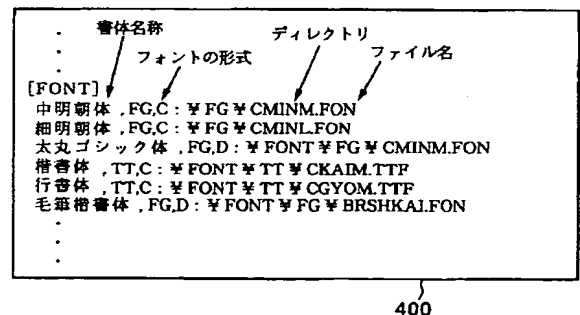 ・
書体名称 ディレクトリ
・
フォントの形式 ファイル名
・
[FONT]
中明朝体 , FG,C : ¥ FG ¥ CMINM.FON
細明朝体 , FG,C : ¥ FG ¥ CMINL.FON
太丸ゴシック体 , FG,D : ¥ FONT ¥ FG ¥ CMINM.FON
楷書体 , TT,C : ¥ FONT ¥ TT ¥ CKAIM.TTF
行書体 , TT,C : ¥ FONT ¥ TT ¥ CGYOM.TTF
毛筆楷書体 , FG,D : ¥ FONT ¥ FG ¥ BRSHKAI.FON
・
・
・
400